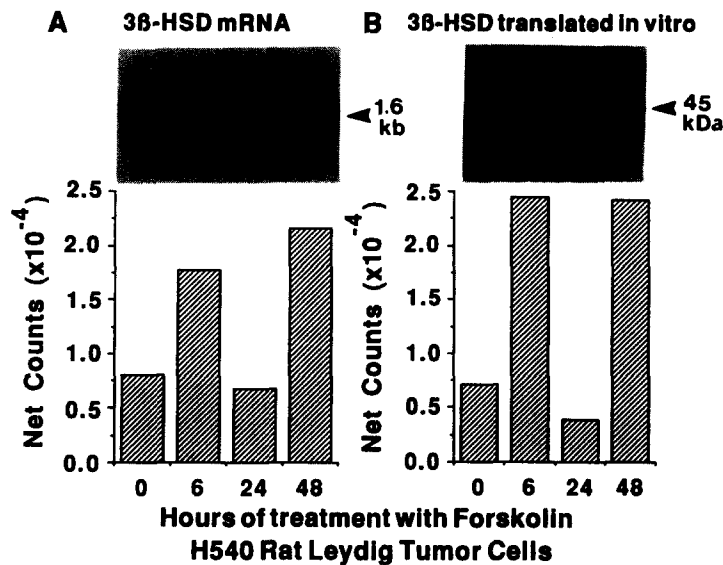 A 3ß-HSD mRNA
B 3ß-HSD translated in vitro
1.6
kb
45
kDa
Net Counts (x10⁻⁴)
2.5
2.0
1.5
1.0
0.5
0.0
0 6 24 48
Net Counts (x10⁻⁴)
2.5
2.0
1.5
1.0
0.5
0.0
0 6 24 48
Hours of treatment with Forskolin
H540 Rat Leydig Tumor Cells